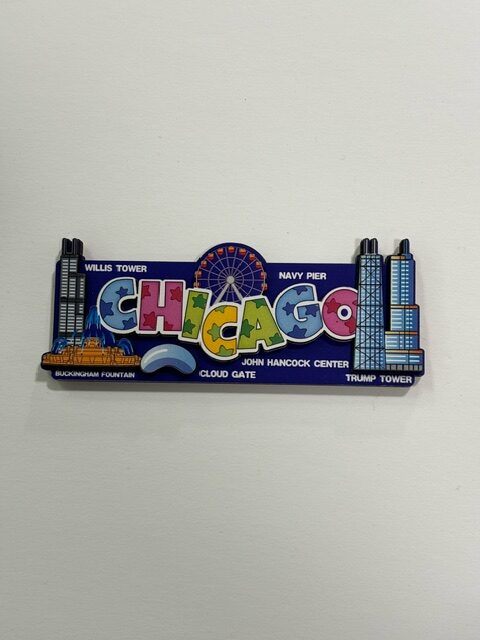 WILLIS TOWER
NAVY PIER
CHICAGO
JOHN HANCOCK CENTER
BUCKINGHAM FOUNTAIN
CLOUD GATE
TRUMP TOWER